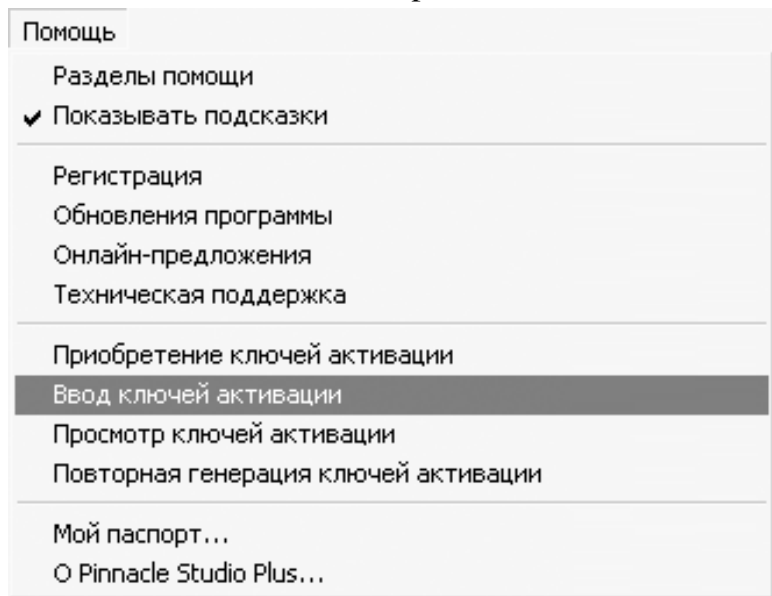 Помощь
Разделы помощи
Показывать подсказки
Регистрация
Обновления программы
Онлайн-предложения
Техническая поддержка
Приобретение ключей активации
Ввод ключей активации
Просмотр ключей активации
Повторная генерация ключей активации
Мой паспорт...
О Pinnacle Studio Plus...